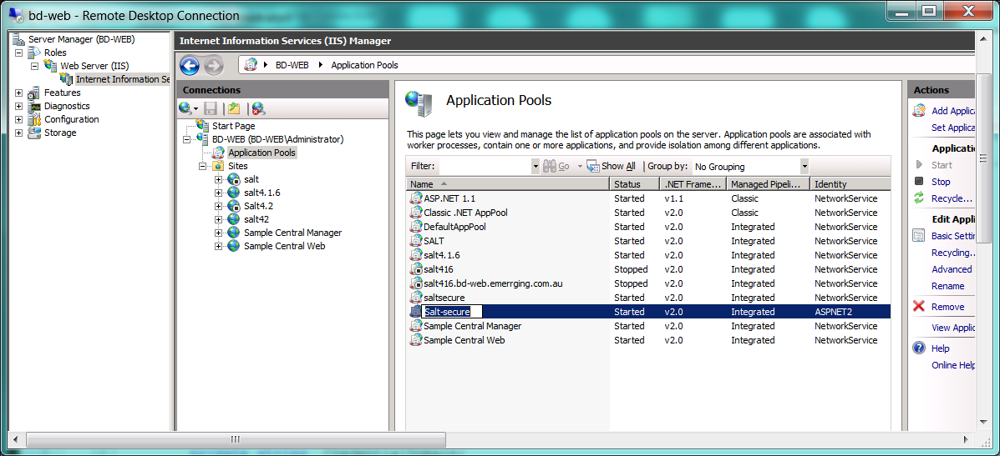 bd-web - Remote Desktop Connection
Server Manager (BD-WEB)
Roles
Web Server (IIS)
Internet Information Se
Features
Diagnostics
Configuration
Storage
Internet Information Services (IIS) Manager
BD-WEB Application Pools
Connections
Start Page
BD-WEB (BD-WEB\Administrator)
Application Pools
Sites
salt
salt4.1.6
Salt4.2
salt42
Sample Central Manager
Sample Central Web
Application Pools
This page lets you view and manage the list of application pools on the server. Application pools are associated with
worker processes, contain one or more applications, and provide isolation among different applications.
Filter: Go Show All Group by: No Grouping
Name Status .NET Frame... Managed Pipeli... Identity
ASP.NET 1.1 Started v1.1 Classic NetworkService
Classic .NET AppPool Started v2.0 Classic NetworkService
DefaultAppPool Started v2.0 Integrated NetworkService
SALT Started v2.0 Integrated NetworkService
salt4.1.6 Started v2.0 Integrated NetworkService
salt416 Stopped v2.0 Integrated NetworkService
salt416.bd-web.emerrging.com.au Stopped v2.0 Integrated NetworkService
saltsecure Started v2.0 Integrated NetworkService
Salt-secure Started v2.0 Integrated ASPNET2
Sample Central Manager Started v2.0 Integrated NetworkService
Sample Central Web Started v2.0 Integrated NetworkService
Actions
Add Applica
Set Applica
Applicatio
Start
Stop
Recycle...
Edit Appli
Basic Settin
Recycling..
Advanced
Rename
Remove
View Applic
Help
Online Help